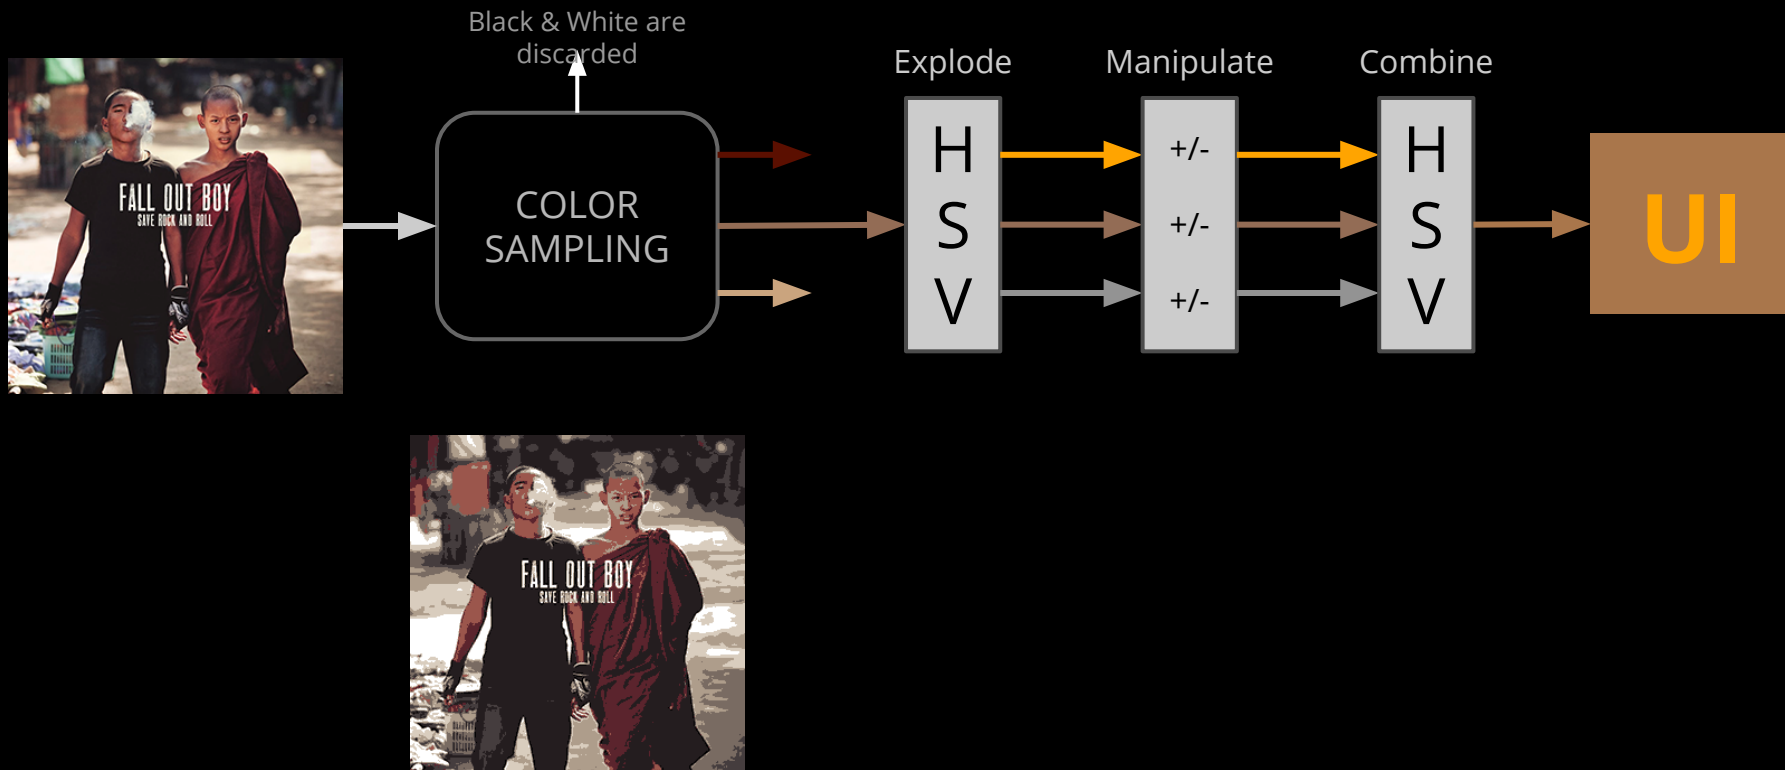 Black & White are
discarded
Explode
Manipulate
Combine
FALL OUT BOY
SAVE ROCK AND ROLL
COLOR
SAMPLING
H
S
V
+/-
+/-
+/-
H
S
V
UI
FALL OUT BOY
SAVE ROCK AND ROLL